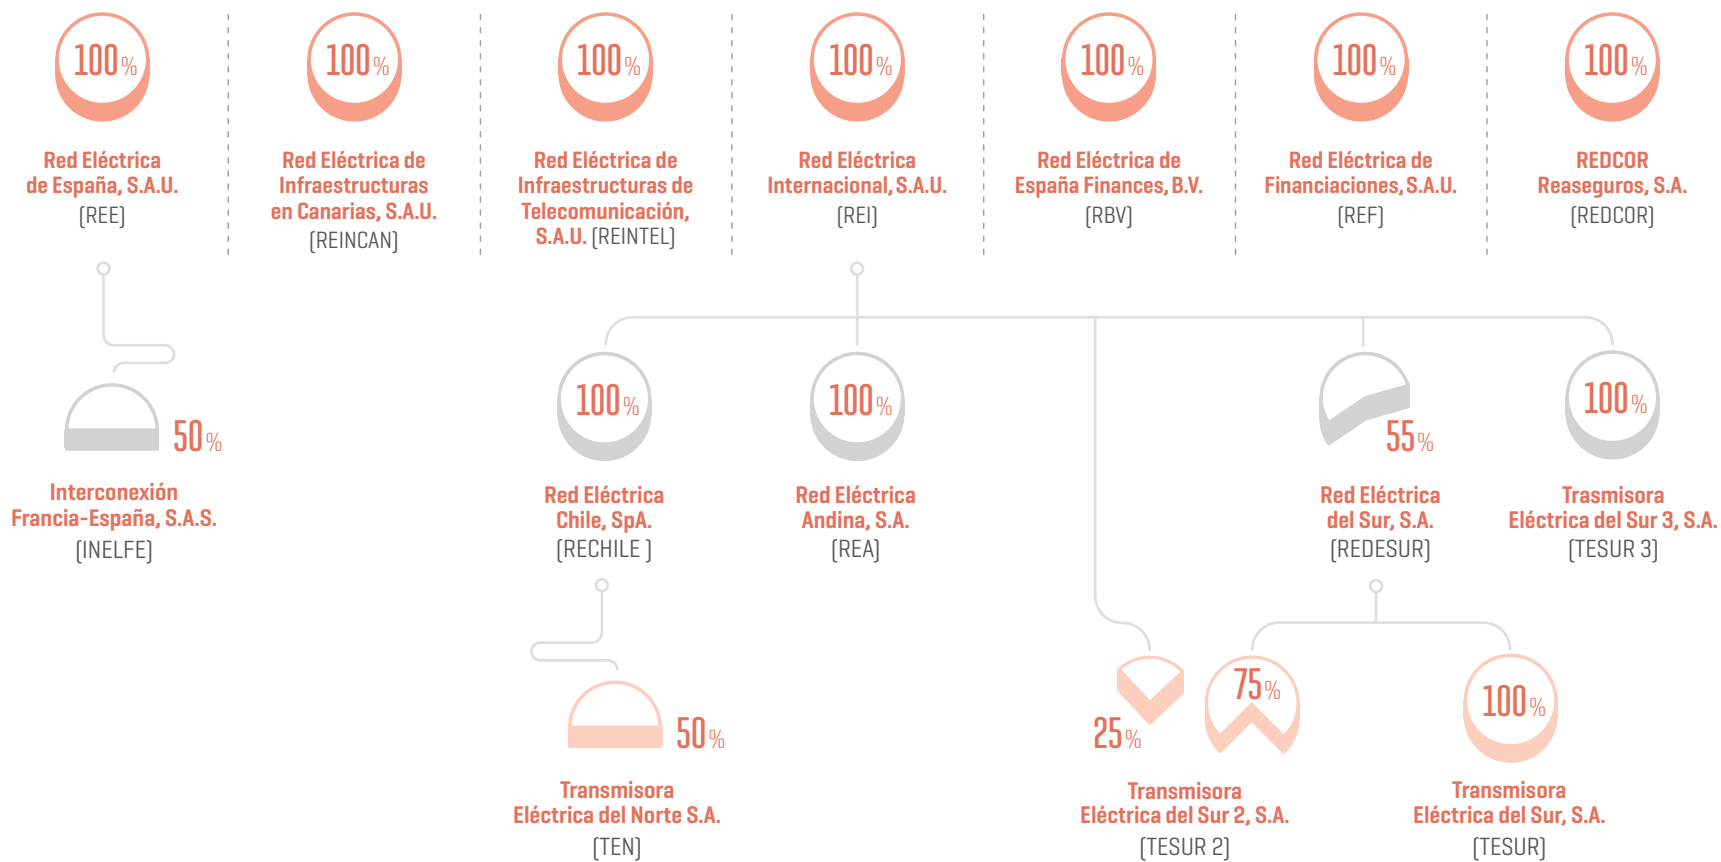 100%
Red Eléctrica
de España, S.A.U.
(REE)
100%
Red Eléctrica de
Infraestructuras
en Canarias, S.A.U.
(REINCAN)
100%
Red Eléctrica de
Infraestructuras de
Telecomunicación,
S.A.U. (REINTEL)
100%
Red Eléctrica
Internacional, S.A.U.
(REI)
100%
Red Eléctrica de
España Finances, B.V.
(RBV)
100%
Red Eléctrica de
Financiaciones, S.A.U.
(REF)
100%
REDCOR
Reaseguros, S.A.
(REDCOR)
50%
Interconexión
Francia-España, S.A.S.
(INELFE)
100%
Red Eléctrica
Chile, SpA.
(RECHILE )
100%
Red Eléctrica
Andina, S.A.
(REA)
55%
Red Eléctrica
del Sur, S.A.
(REDESUR)
100%
Trasmisora
Eléctrica del Sur 3, S.A.
(TESUR 3)
50%
Transmisora
Eléctrica del Norte S.A.
(TEN)
25%
75%
Transmisora
Eléctrica del Sur 2, S.A.
(TESUR 2)
100%
Transmisora
Eléctrica del Sur, S.A.
(TESUR)